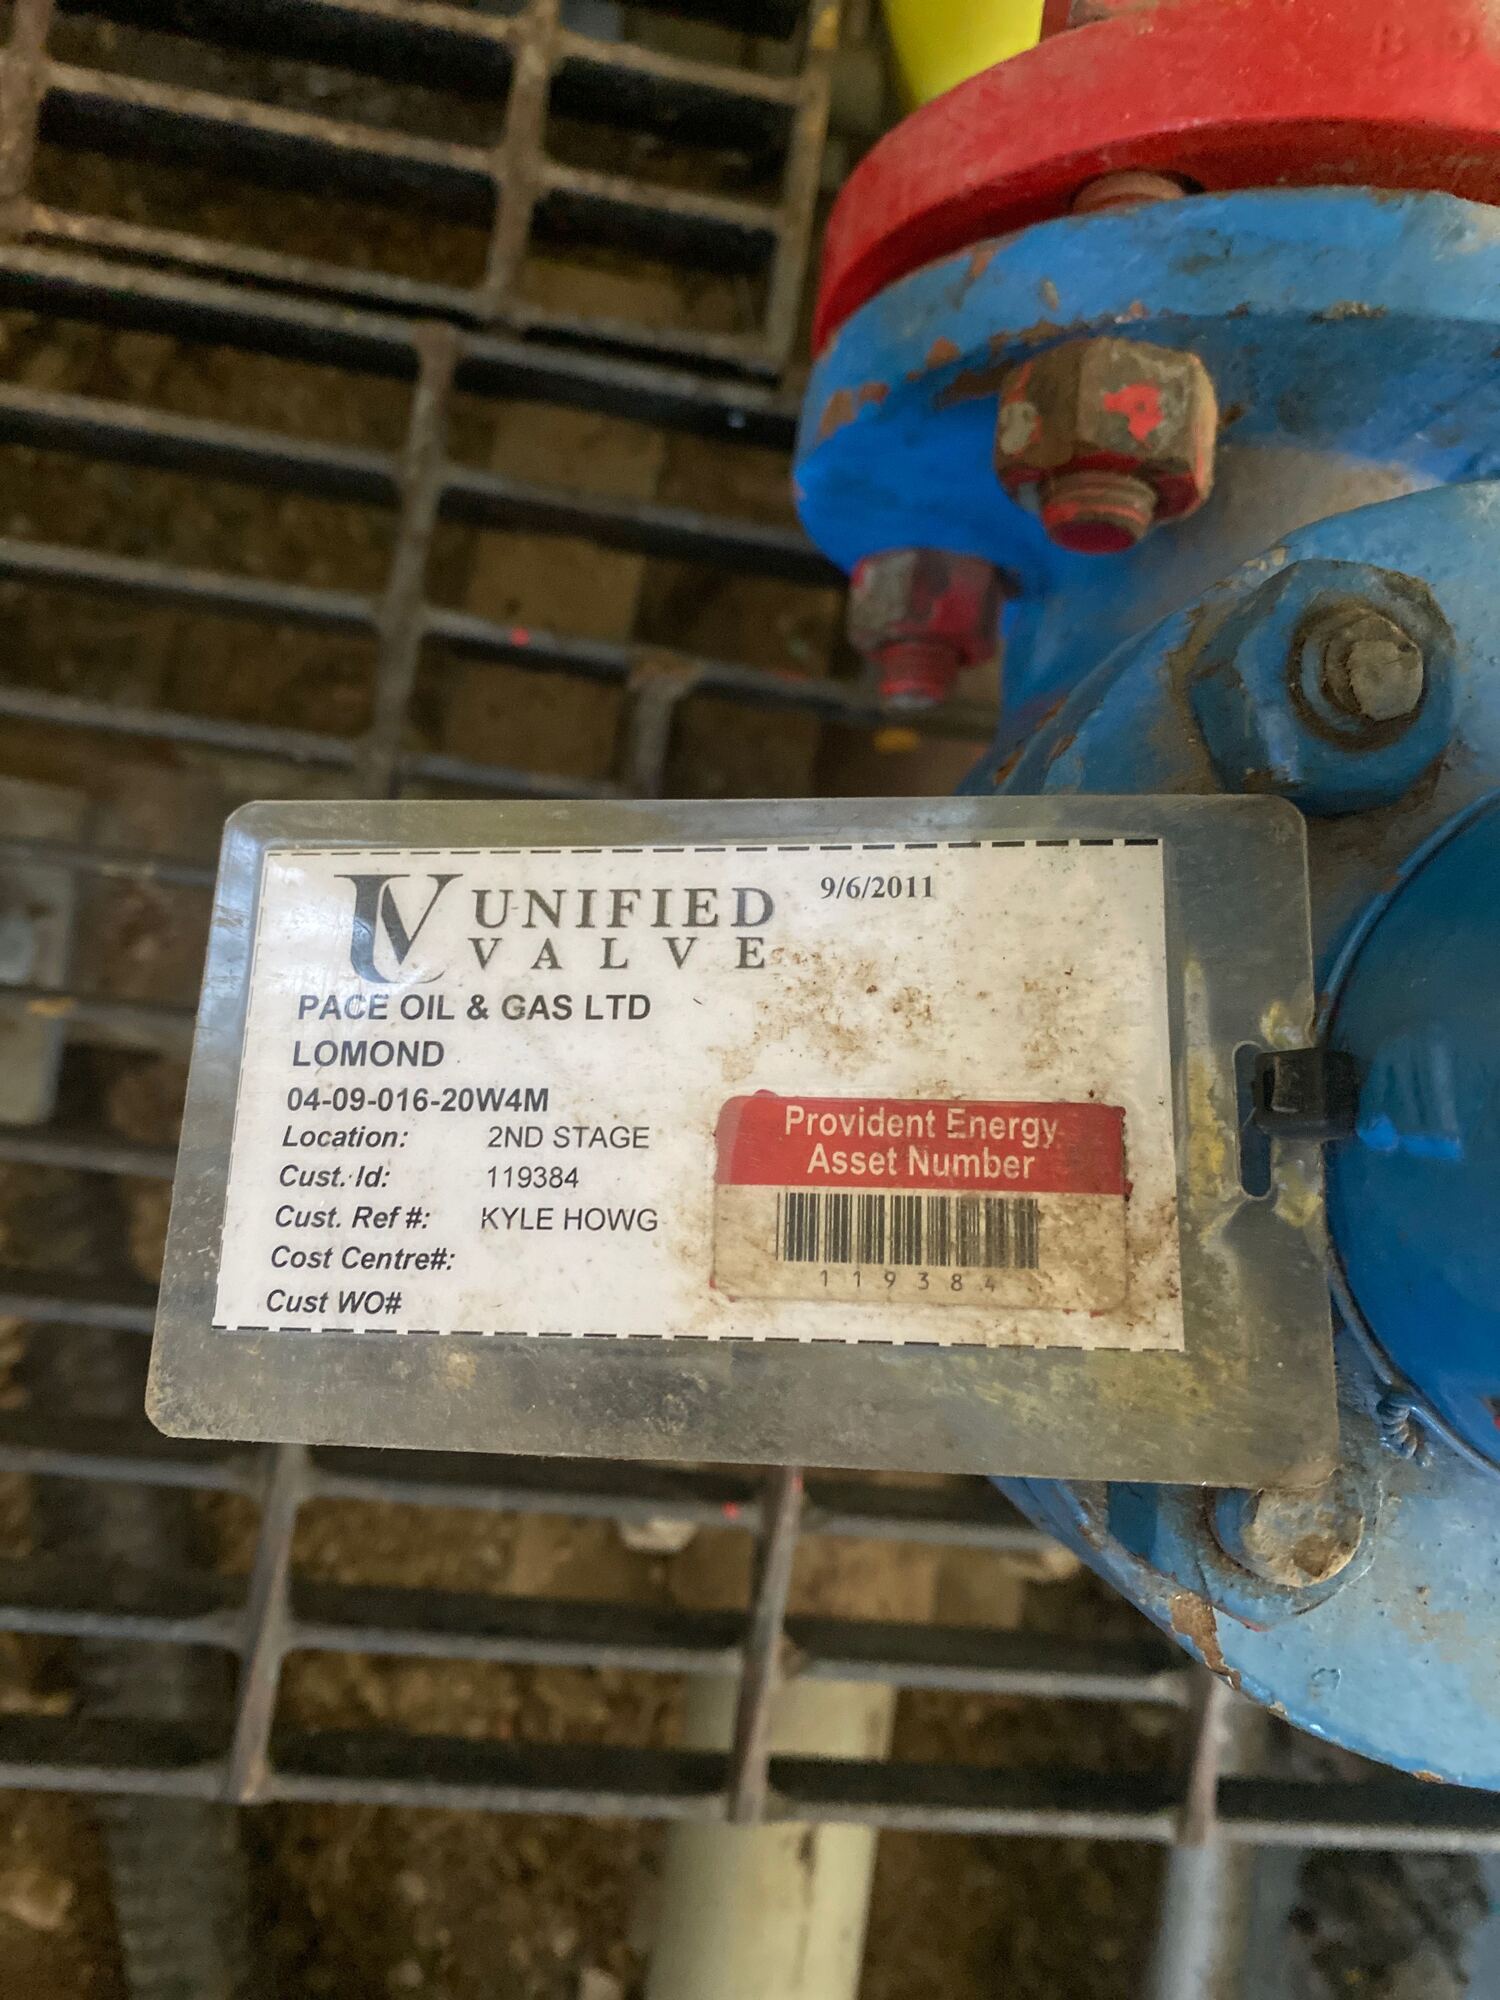 B 9
UV UNIFIED
VALVE
9/6/2011
PACE OIL & GAS LTD
LOMOND
04-09-016-20W4M
Location: 2ND STAGE
Cust. Id: 119384
Cust. Ref #: KYLE HOWG
Cost Centre#:
Cust WO#
Provident Energy
Asset Number
119384